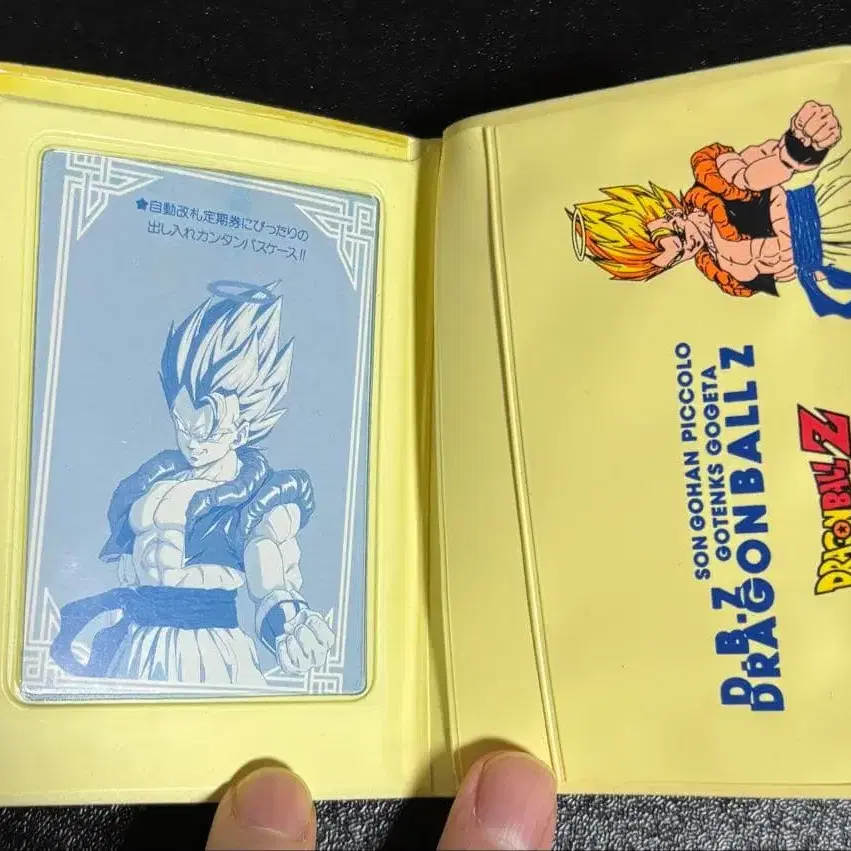 ★自動改札定期券にぴったりの
出し入れカンタンパスケース!!
SON GOHAN PICCOLO
GOTENKS GOGETA
D.B.Z
DRAGON BALL Z
DRAGON BALL Z